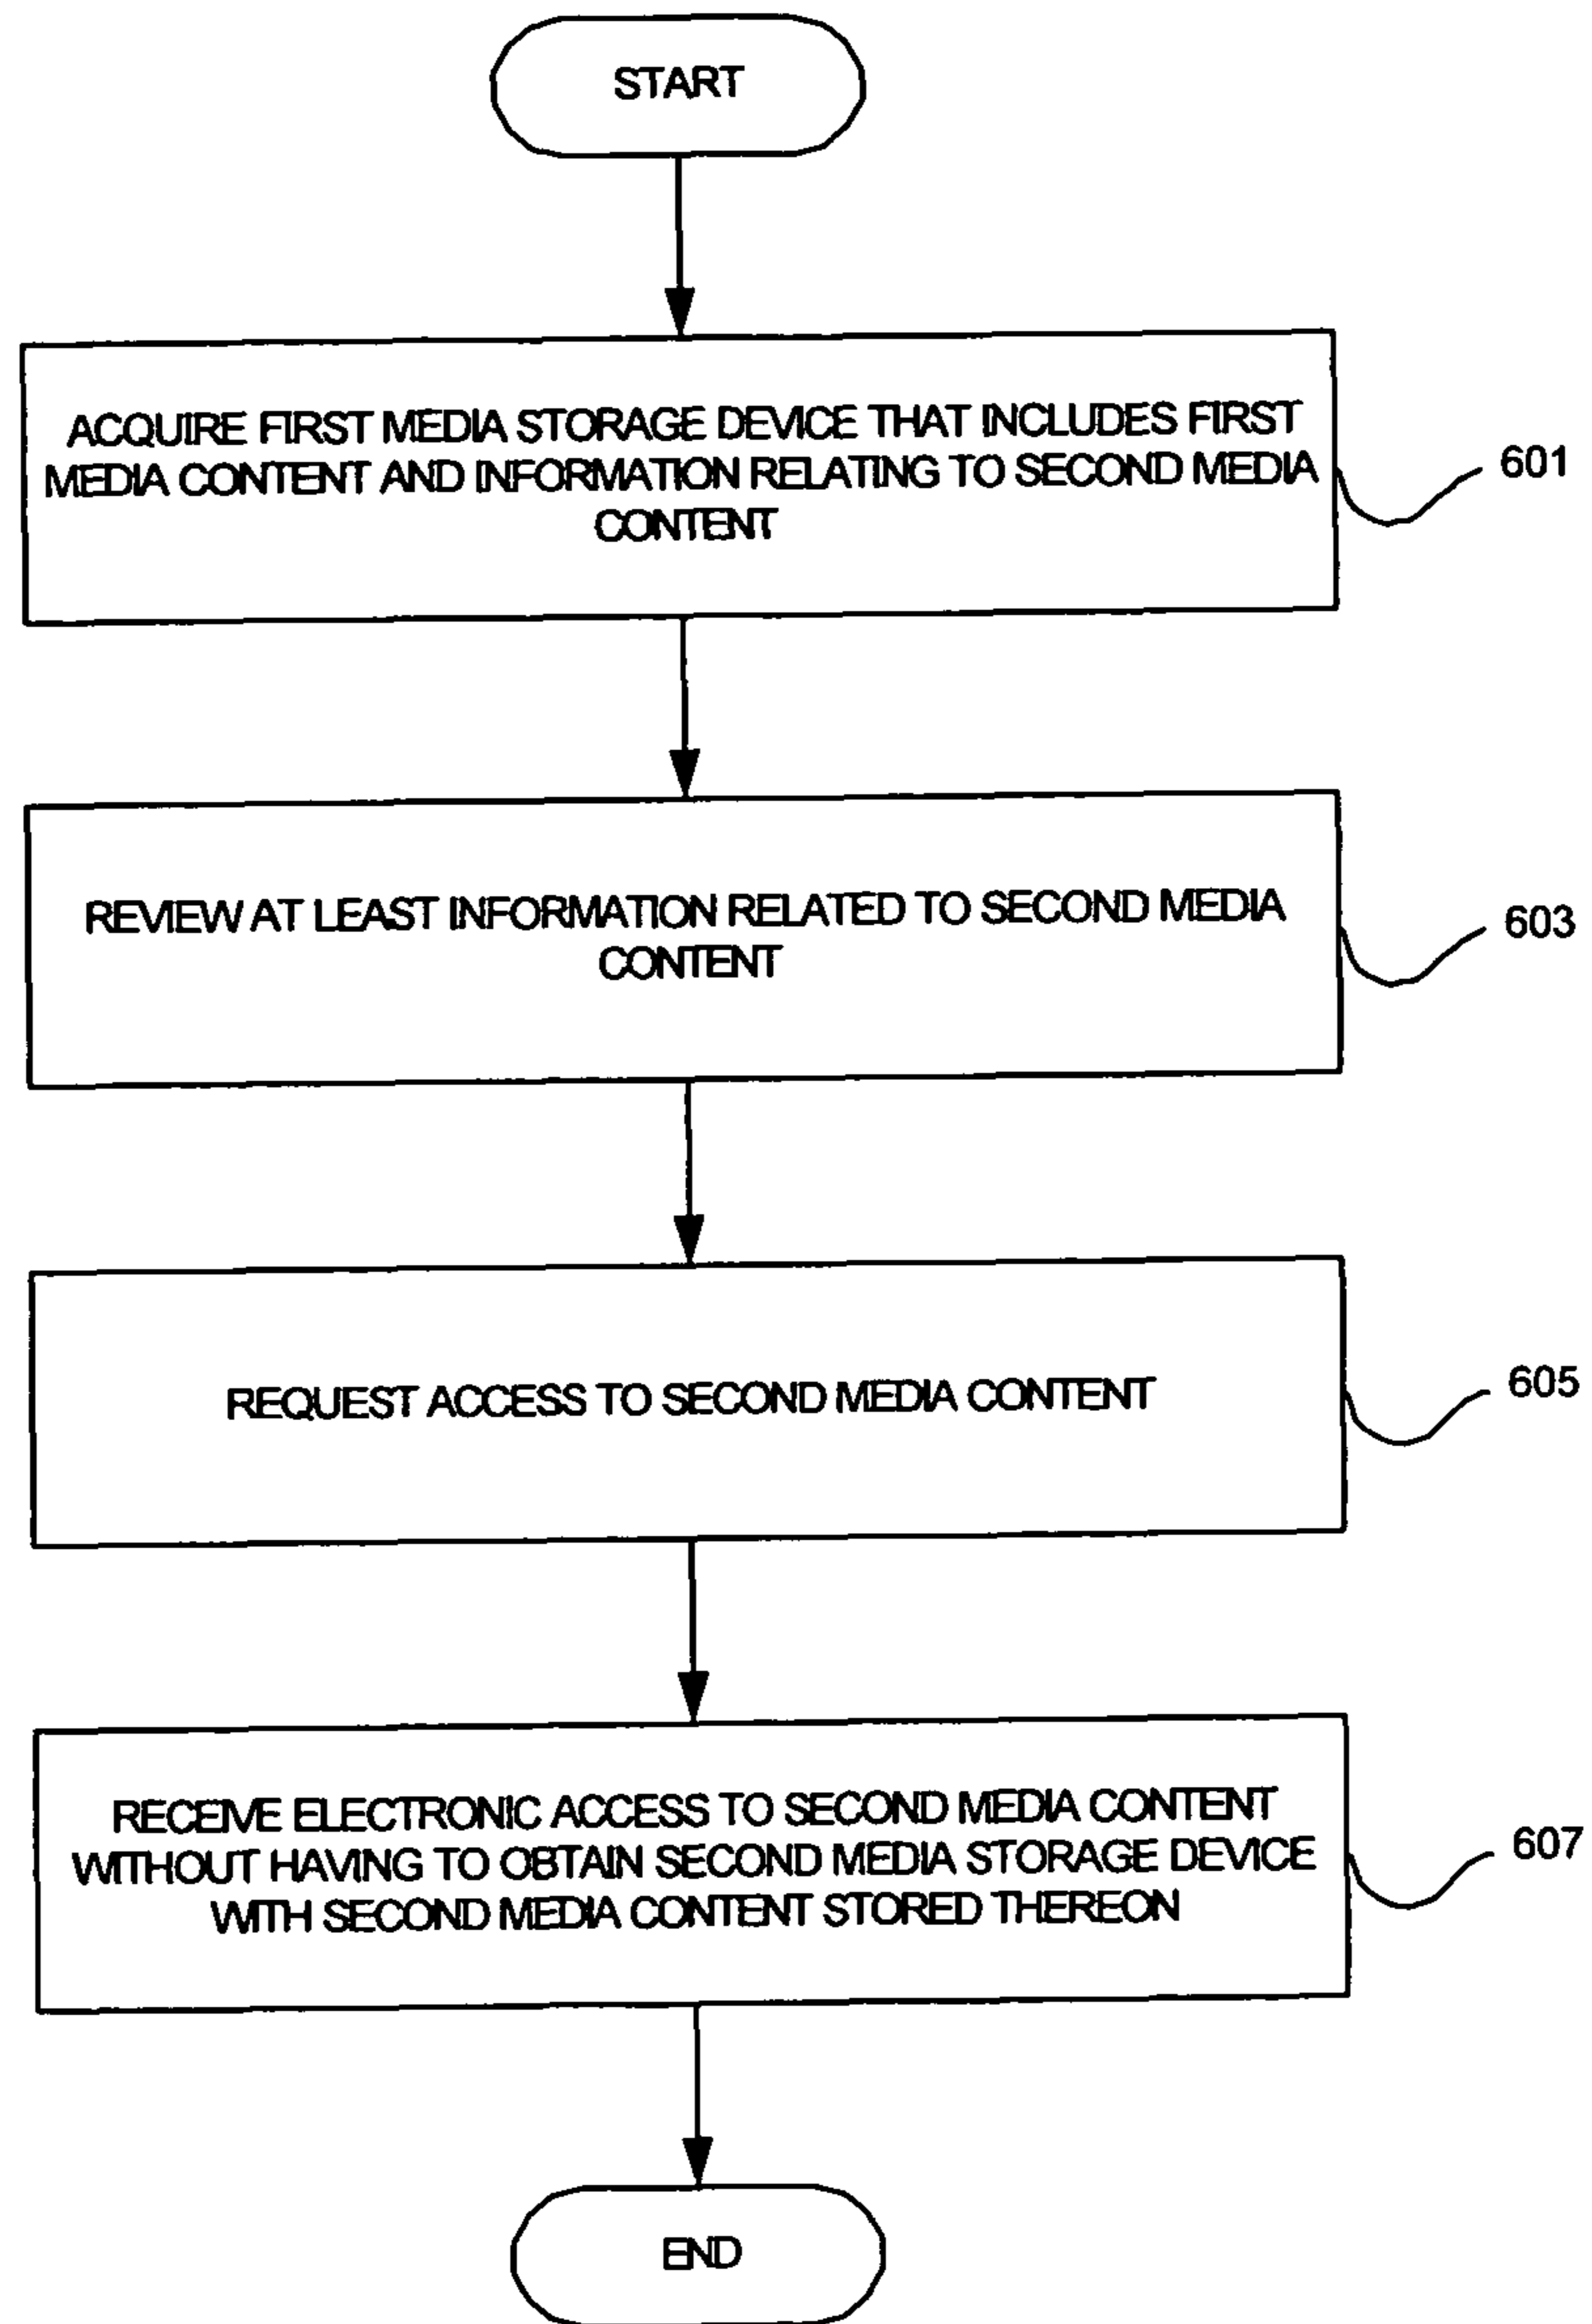 START
ACQUIRE FIRST MEDIA STORAGE DEVICE THAT INCLUDES FIRST
MEDIA CONTENT AND INFORMATION RELATING TO SECOND MEDIA
CONTENT
601
REVIEW AT LEAST INFORMATION RELATED TO SECOND MEDIA
CONTENT
603
REQUEST ACCESS TO SECOND MEDIA CONTENT
605
RECEIVE ELECTRONIC ACCESS TO SECOND MEDIA CONTENT
WITHOUT HAVING TO OBTAIN SECOND MEDIA STORAGE DEVICE
WITH SECOND MEDIA CONTENT STORED THEREON
607
END